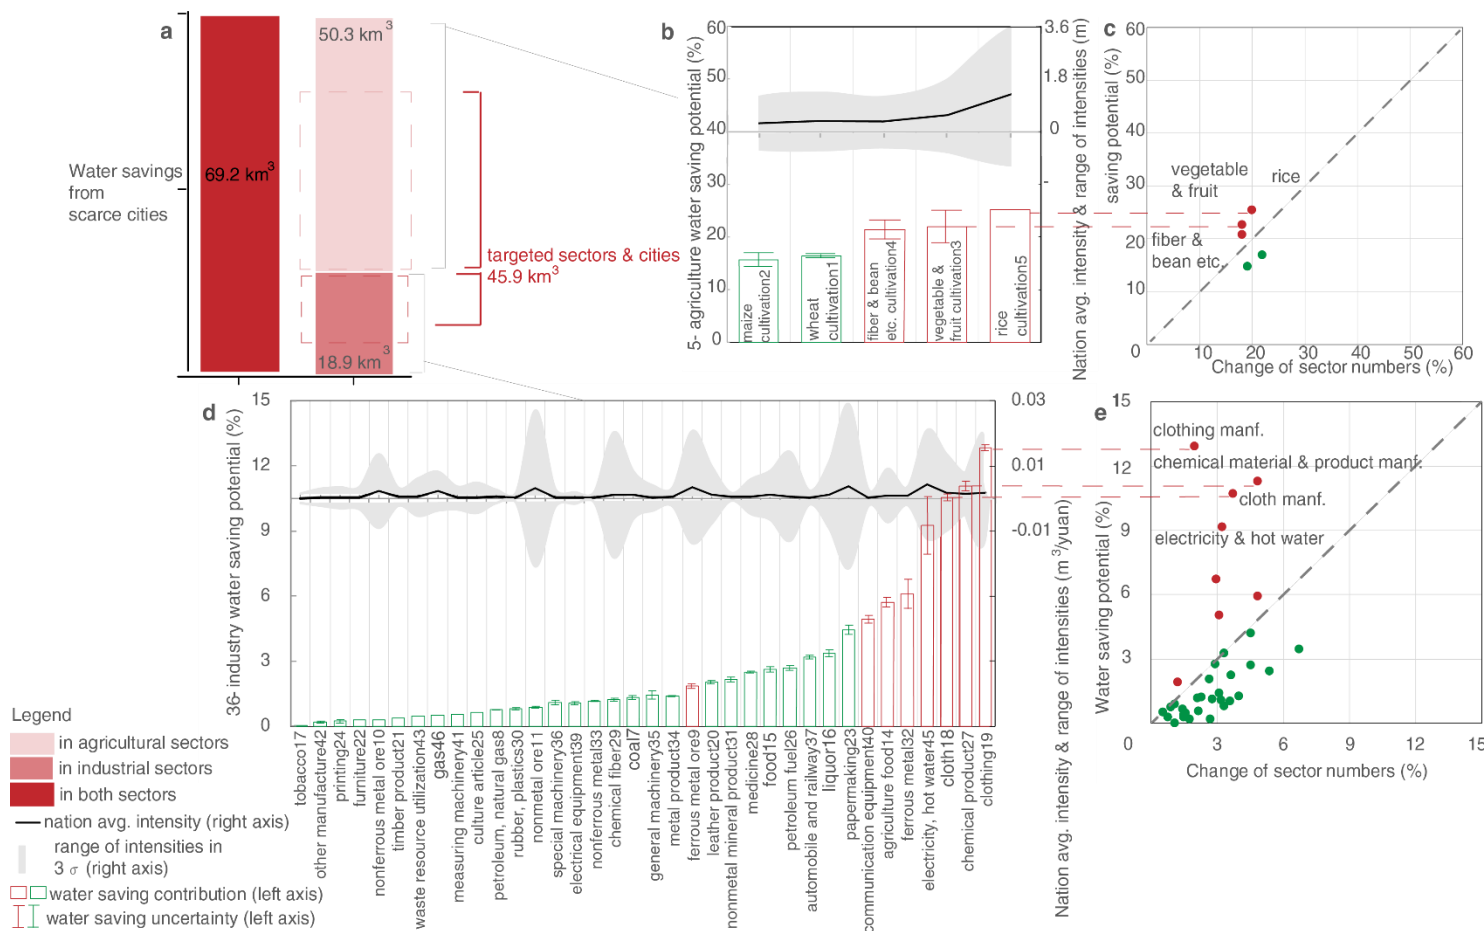 a
50.3 km3
69.2 km3
Water savings
from
scarce cities
targeted sectors & cities
45.9 km3
18.9 km3
b
5- agriculture water saving potential (%)
60
50
40
30
20
10
0
3.6
1.8
0
-
Nation avg. intensity & range of intensities (m)
maize
cultivation2
wheat
cultivation1
fiber & bean
etc. cultivation4
vegetable &
fruit cultivation3
rice
cultivation5
c
saving potential (%)
60
50
40
30
20
10
0
vegetable
& fruit
rice
fiber &
bean etc.
10
20
30
40
50
60
Change of sector numbers (%)
d
36- industry water saving potential (%)
15
12
9
6
3
0
0.03
0.01
-0.01
Nation avg. intensity & range of intensities (m3/yuan)
tobacco17
other manufacture42
printing24
furniture22
nonferrous metal ore10
timber product21
waste resource utilization43
gas46
measuring machinery41
culture article25
petroleum, natural gas8
rubber, plastics30
nonmetal ore11
special machinery36
electrical equipment39
nonferrous metal33
chemical fiber29
coal7
general machinery35
metal product34
ferrous metal ore9
leather product20
nonmetal mineral product31
medicine28
food15
petroleum fuel26
automobile and railway37
liquor16
papermaking23
communication equipment40
agriculture food14
ferrous metal32
electricity, hot water45
cloth18
chemical product27
clothing19
e
Water saving potential (%)
15
12
9
6
3
0
clothing manf.
chemical material & product manf.
cloth manf.
electricity & hot water
3
6
9
12
15
Change of sector numbers (%)
Legend
in agricultural sectors
in industrial sectors
in both sectors
nation avg. intensity (right axis)
range of intensities in
3 σ (right axis)
water saving contribution (left axis)
water saving uncertainty (left axis)